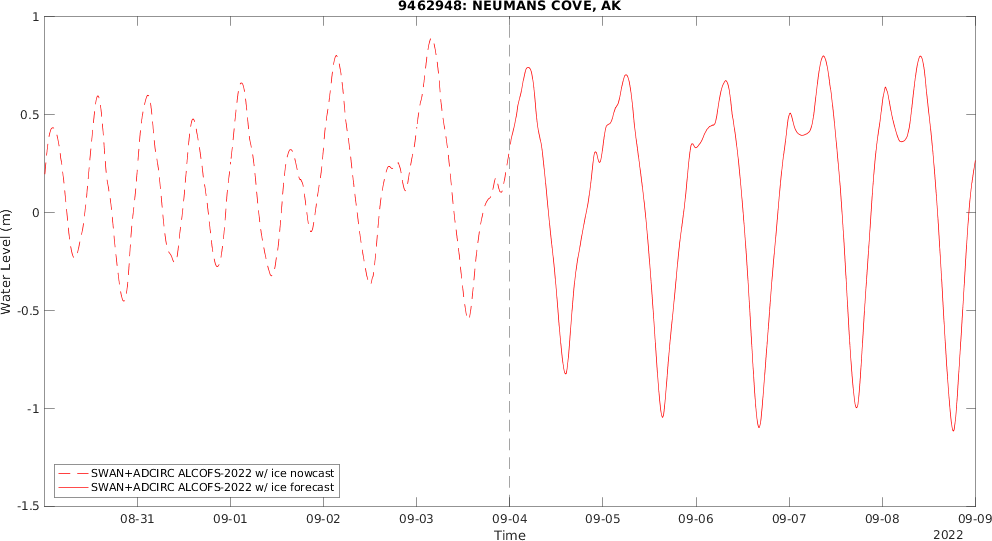 9462948: NEUMANS COVE, AK
1
0.5
0
-0.5
-1
-1.5
Water Level (m)
SWAN+ADCIRC ALCOFS-2022 w/ ice nowcast
SWAN+ADCIRC ALCOFS-2022 w/ ice forecast
08-31 09-01 09-02 09-03 09-04 09-05 09-06 09-07 09-08 09-09
Time
2022